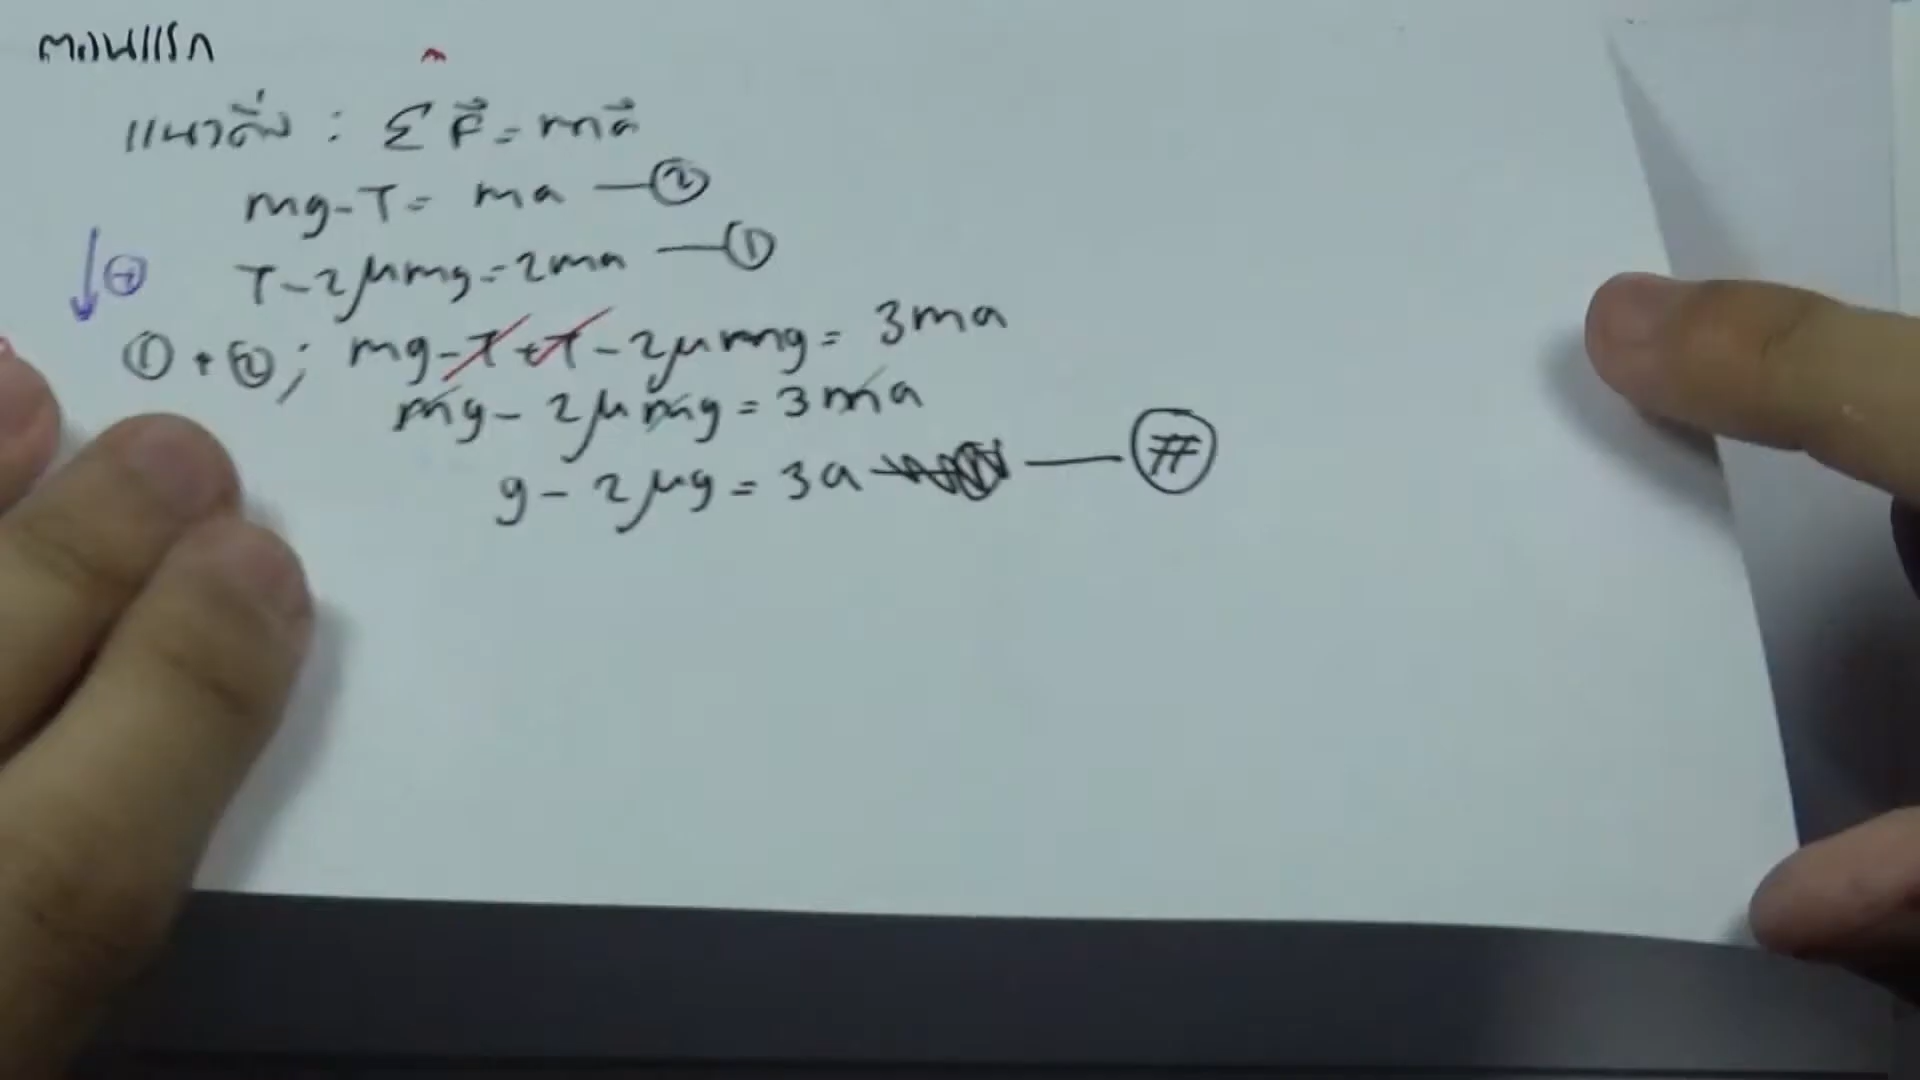 ตอนแรก
แนวดิ่ง : Σ F⃗ = ma⃗
mg - T = ma —②
↓⊕ T - 2μmg = 2ma —①
① + ②; mg - T + T - 2μmg = 3ma
mg - 2μmg = 3ma
g - 2μg = 3a — #